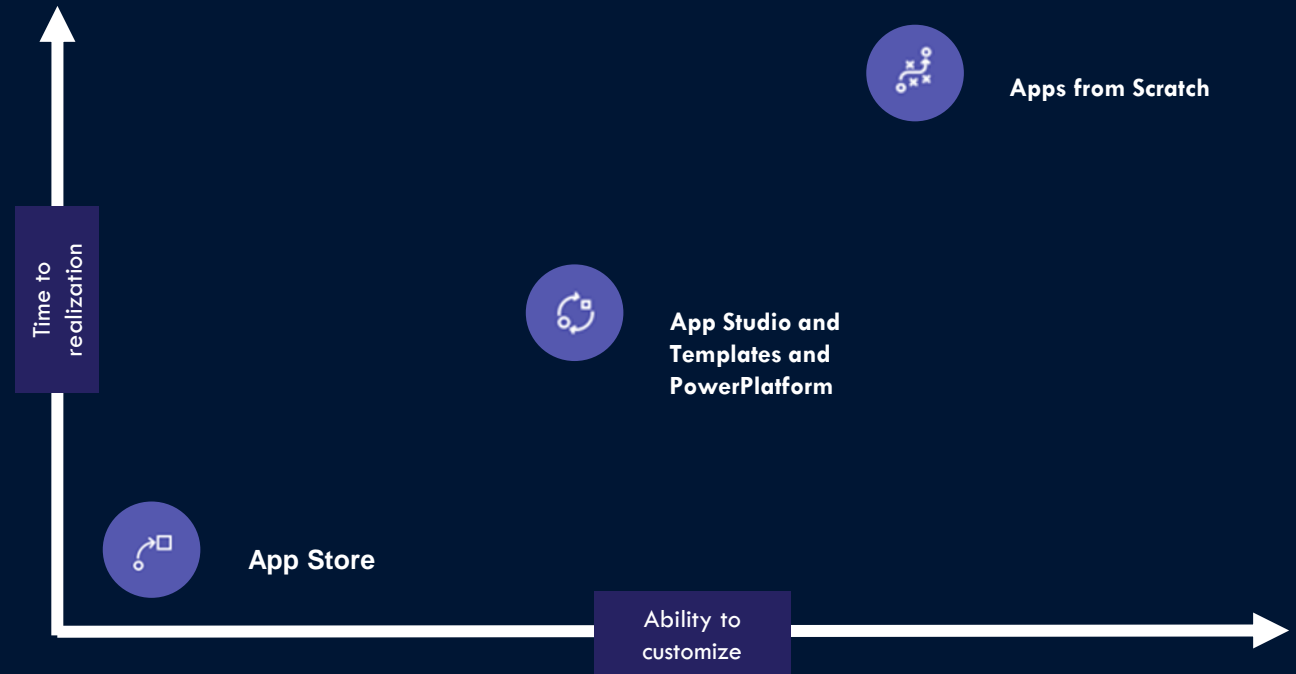 Apps from Scratch
Time to
realization
App Studio and
Templates and
PowerPlatform
App Store
Ability to
customize